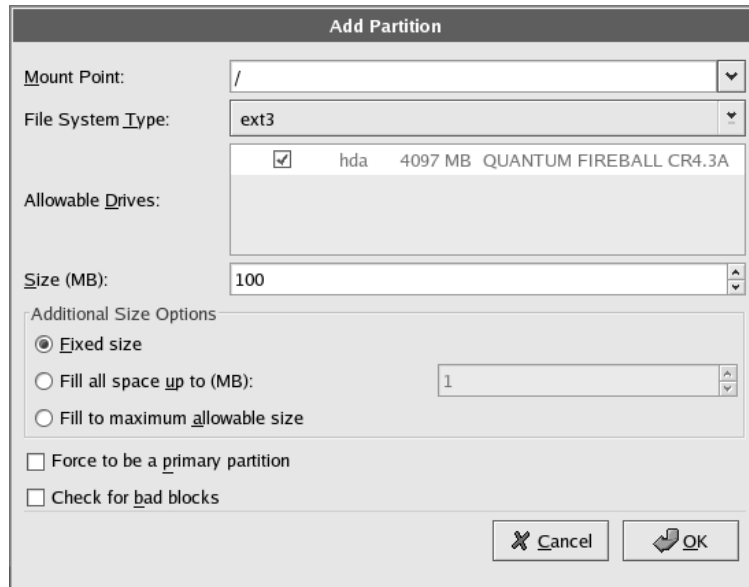 Add Partition
Mount Point: /
File System Type: ext3
hda 4097 MB QUANTUM FIREBALL CR4.3A
Allowable Drives:
Size (MB): 100
Additional Size Options
Fixed size
Fill all space up to (MB): 1
Fill to maximum allowable size
Force to be a primary partition
Check for bad blocks
Cancel OK